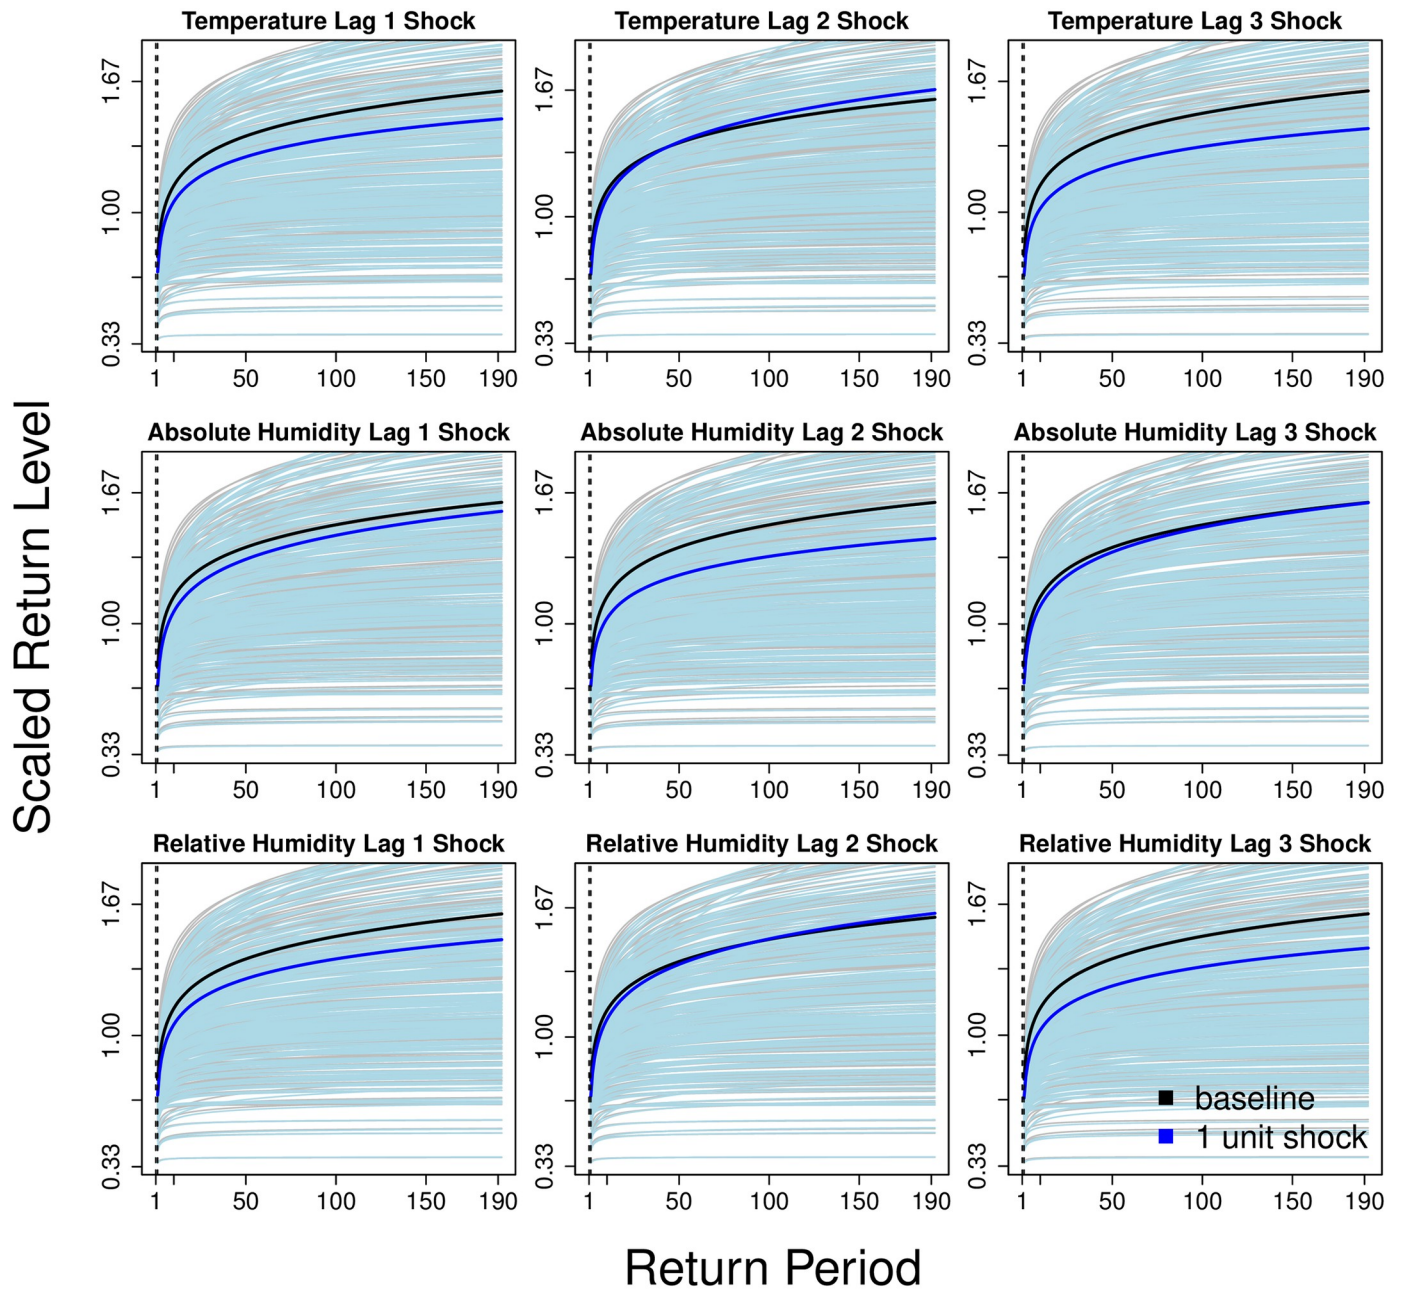 Temperature Lag 1 Shock
Temperature Lag 2 Shock
Temperature Lag 3 Shock
1.67
1.00
0.33
1 50 100 150 190
1.67
1.00
0.33
1 50 100 150 190
1.67
1.00
0.33
1 50 100 150 190
Scaled Return Level
Absolute Humidity Lag 1 Shock
Absolute Humidity Lag 2 Shock
Absolute Humidity Lag 3 Shock
1.67
1.00
0.33
1 50 100 150 190
1.67
1.00
0.33
1 50 100 150 190
1.67
1.00
0.33
1 50 100 150 190
Relative Humidity Lag 1 Shock
Relative Humidity Lag 2 Shock
Relative Humidity Lag 3 Shock
1.67
1.00
0.33
1 50 100 150 190
1.67
1.00
0.33
1 50 100 150 190
1.67
1.00
0.33
1 50 100 150 190
baseline
1 unit shock
Return Period